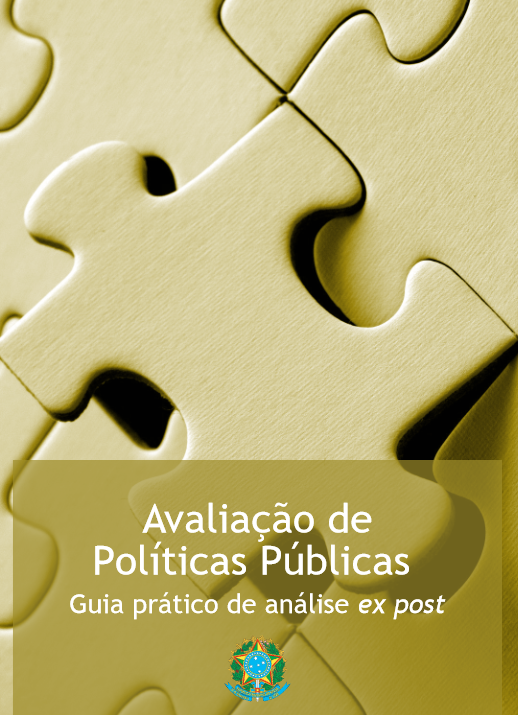 Avaliação de
Políticas Públicas
Guia prático de análise ex post